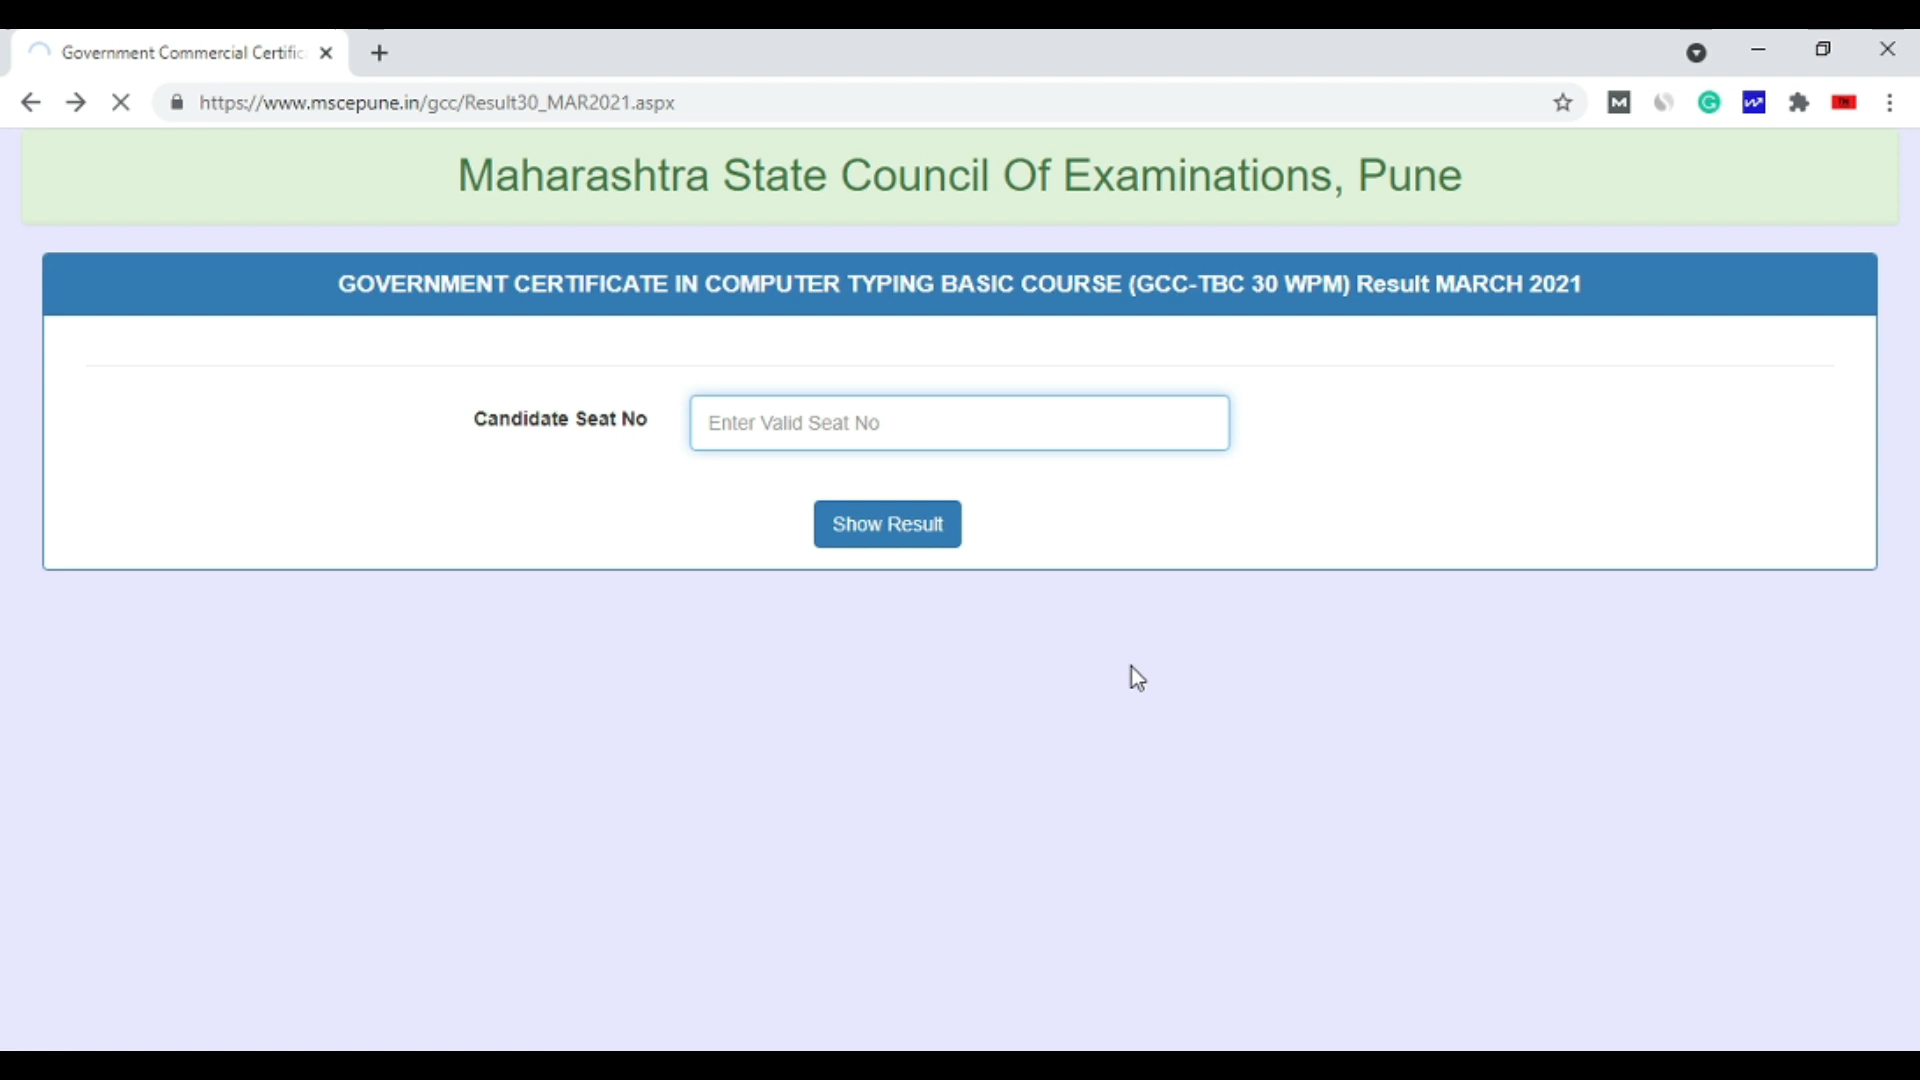 Government Commercial Certific
https://www.mscepune.in/gcc/Result30_MAR2021.aspx
Maharashtra State Council Of Examinations, Pune
GOVERNMENT CERTIFICATE IN COMPUTER TYPING BASIC COURSE (GCC-TBC 30 WPM) Result MARCH 2021
Candidate Seat No
Enter Valid Seat No
Show Result